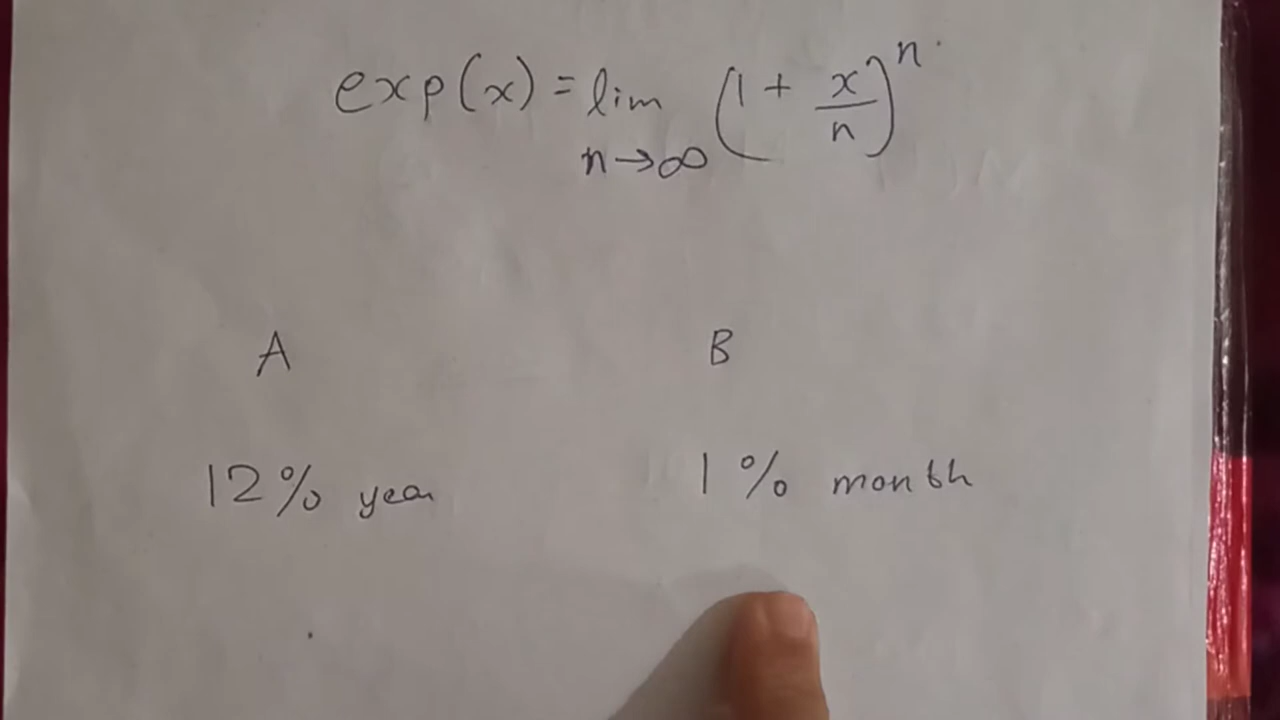 exp(x) = lim n→∞ (1 + x/n)^n
A B
12% year 1% month